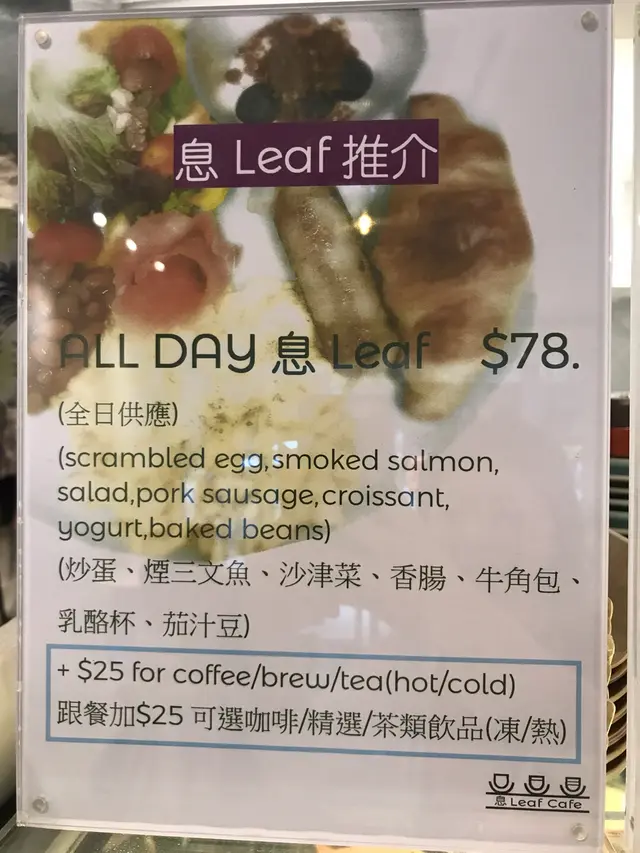 息 Leaf 推介
ALL DAY 息 Leaf $78.
(全日供應)
(scrambled egg,smoked salmon,
salad,pork sausage,croissant,
yogurt,baked beans)
(炒蛋、煙三文魚、沙津菜、香腸、牛角包、
乳酪杯、茄汁豆)
+ $25 for coffee/brew/tea(hot/cold)
跟餐加$25 可選咖啡/精選/茶類飲品(凍/熱)
息 Leaf Cafe